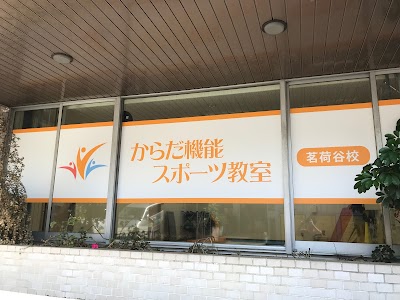 からだ機能
スポーツ教室
茗荷谷校